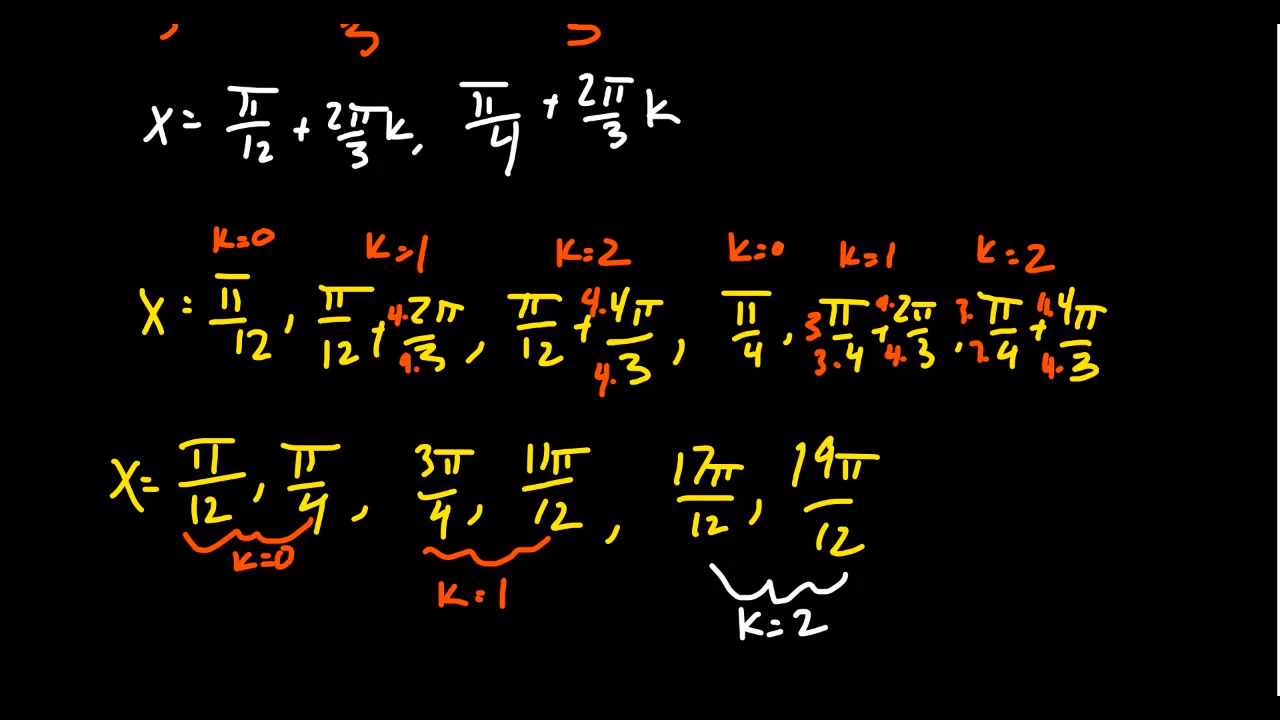 x = π/12 + 2π/3 k, π/4 + 2π/3 k
k=0 k=1 k=2 k=0 k=1 k=2
x = π/12, π/12 + 4·2π/4·3, π/12 + 4·4π/4·3, π/4, 3π/3·4 + 4·2π/4·3, 3·π/3·4 + 4·4π/4·3
x = π/12, π/4, 3π/4, 11π/12, 17π/12, 19π/12
k=0 k=1 k=2